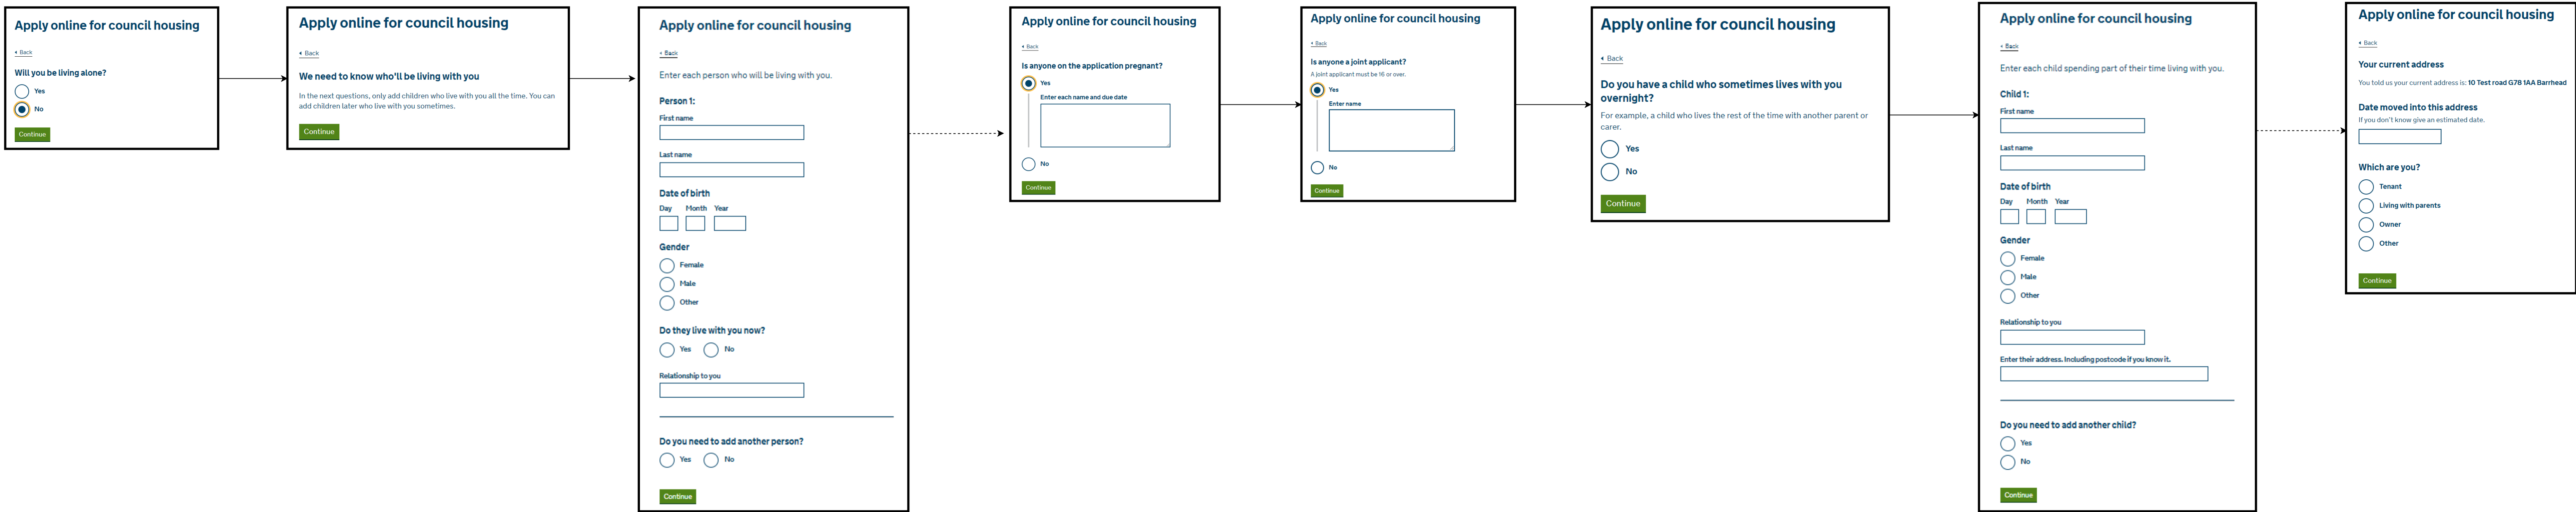 Apply online for council housing
Back
Will you be living alone?
Yes
No
Continue
Apply online for council housing
Back
We need to know who'll be living with you
In the next questions, only add children who live with you all the time. You can
add children later who live with you sometimes.
Continue
Apply online for council housing
Back
Enter each person who will be living with you.
Person 1:
First name
Last name
Date of birth
Day Month Year
Gender
Female
Male
Other
Do they live with you now?
Yes No
Relationship to you
Do you need to add another person?
Yes No
Continue
Apply online for council housing
Back
Is anyone on the application pregnant?
Yes
Enter each name and due date
No
Continue
Apply online for council housing
Back
Is anyone a joint applicant?
A joint applicant must be 16 or over.
Yes
Enter name
No
Continue
Apply online for council housing
Back
Do you have a child who sometimes lives with you
overnight?
For example, a child who lives the rest of the time with another parent or
carer.
Yes
No
Continue
Apply online for council housing
Back
Enter each child spending part of their time living with you.
Child 1:
First name
Last name
Date of birth
Day Month Year
Gender
Female
Male
Other
Relationship to you
Enter their address. Including postcode if you know it.
Do you need to add another child?
Yes
No
Continue
Apply online for council housing
Back
Your current address
You told us your current address is: 10 Test road G78 1AA Barrhead
Date moved into this address
If you don't know give an estimated date.
Which are you?
Tenant
Living with parents
Owner
Other
Continue